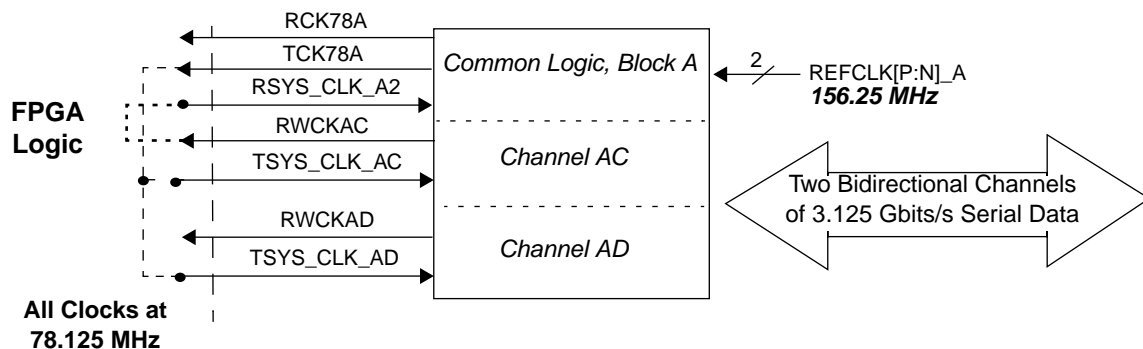 RCK78A
TCK78A
RSYS_CLK_A2
RWCKAC
TSYS_CLK_AC
RWCKAD
TSYS_CLK_AD
FPGA
Logic
All Clocks at
78.125 MHz
Common Logic, Block A
Channel AC
Channel AD
2
REFCLK[P:N]_A
156.25 MHz
Two Bidirectional Channels
of 3.125 Gbits/s Serial Data